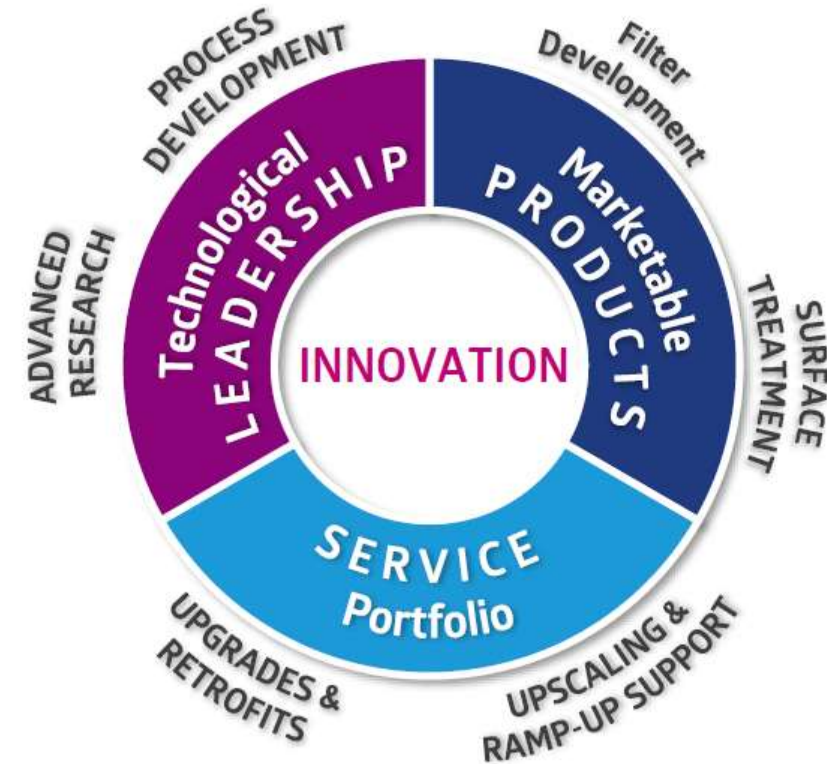 PROCESS
DEVELOPMENT
Filter
Development
Technological
LEADERSHIP
Marketable
PRODUCTS
ADVANCED
RESEARCH
INNOVATION
SURFACE
TREATMENT
SERVICE
Portfolio
UPGRADES &
RETROFITS
UPSCALING &
RAMP-UP SUPPORT